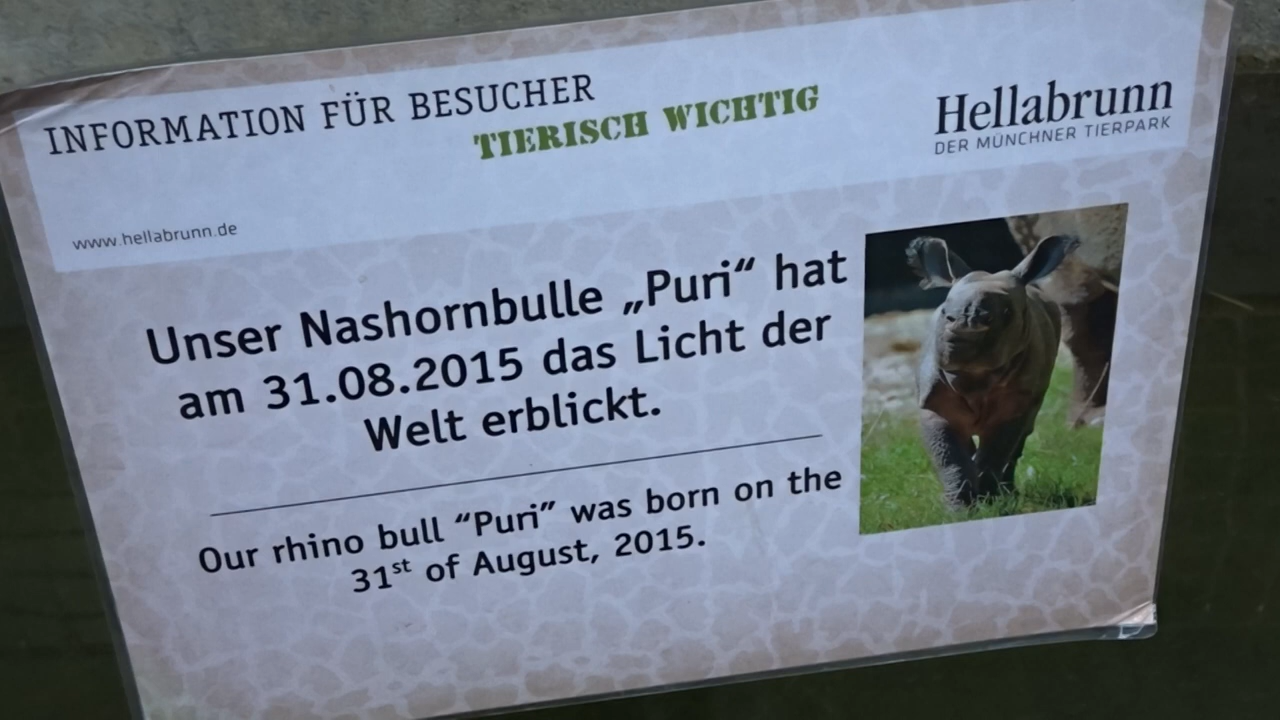 INFORMATION FÜR BESUCHER
TIERISCH WICHTIG
Hellabrunn
DER MÜNCHNER TIERPARK
www.hellabrunn.de
Unser Nashornbulle „Puri“ hat
am 31.08.2015 das Licht der
Welt erblickt.
Our rhino bull “Puri” was born on the
31st of August, 2015.